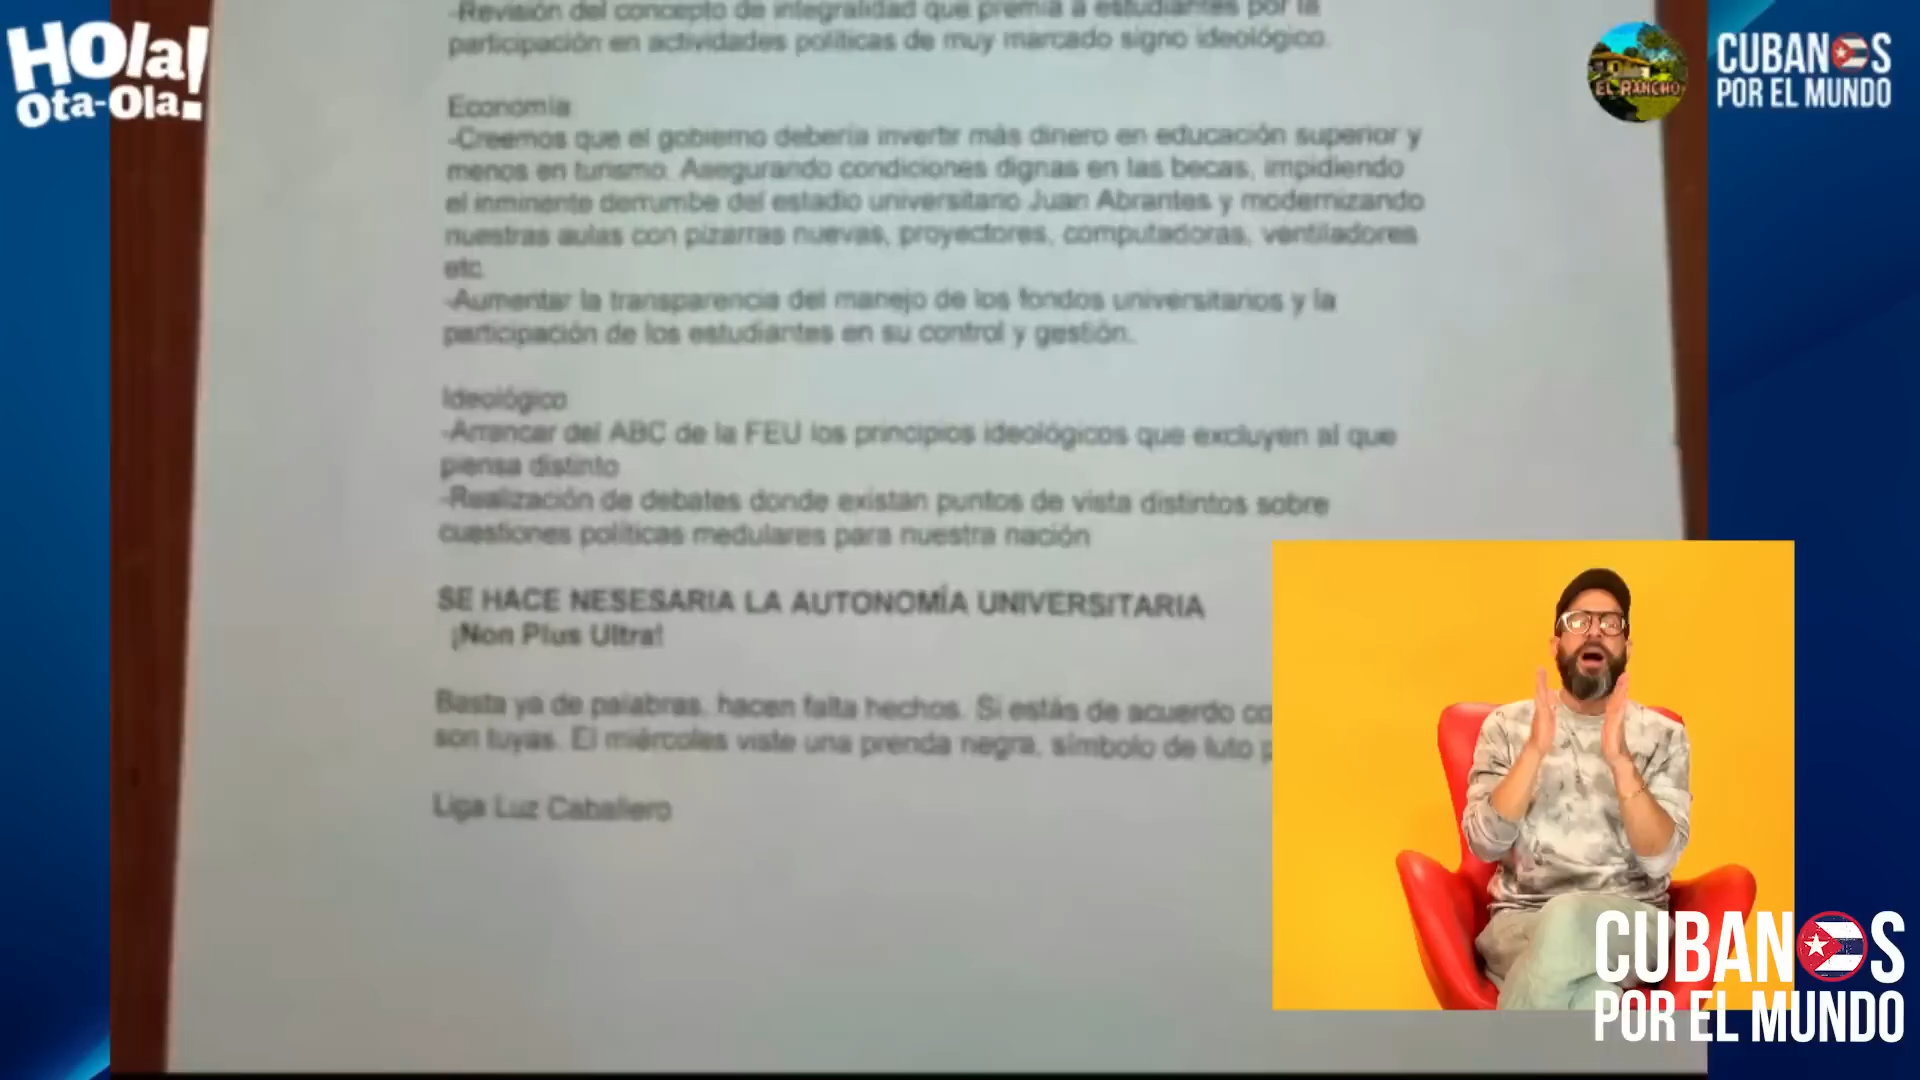 HOla!
Ota-Ola.
EL RANCHO
CUBANOS
POR EL MUNDO
-Revisión del concepto de integralidad que premia a estudiantes por la
participación en actividades políticas de muy marcado signo ideológico.
Economía
-Creemos que el gobierno debería invertir más dinero en educación superior y
menos en turismo. Asegurando condiciones dignas en las becas, impidiendo
el inminente derrumbe del estadio universitario Juan Abrantes y modernizando
nuestras aulas con pizarras nuevas, proyectores, computadoras, ventiladores
etc.
-Aumentar la transparencia del manejo de los fondos universitarios y la
participación de los estudiantes en su control y gestión.
Ideológico
-Arrancar del ABC de la FEU los principios ideológicos que excluyen al que
piensa distinto
-Realización de debates donde existan puntos de vista distintos sobre
cuestiones políticas medulares para nuestra nación
SE HACE NESESARIA LA AUTONOMÍA UNIVERSITARIA
¡Non Plus Ultra!
Basta ya de palabras, hacen falta hechos. Si estás de acuerdo co
son tuyas. El miércoles viste una prenda negra, símbolo de luto p
Liga Luz Caballero
CUBANOS
POR EL MUNDO